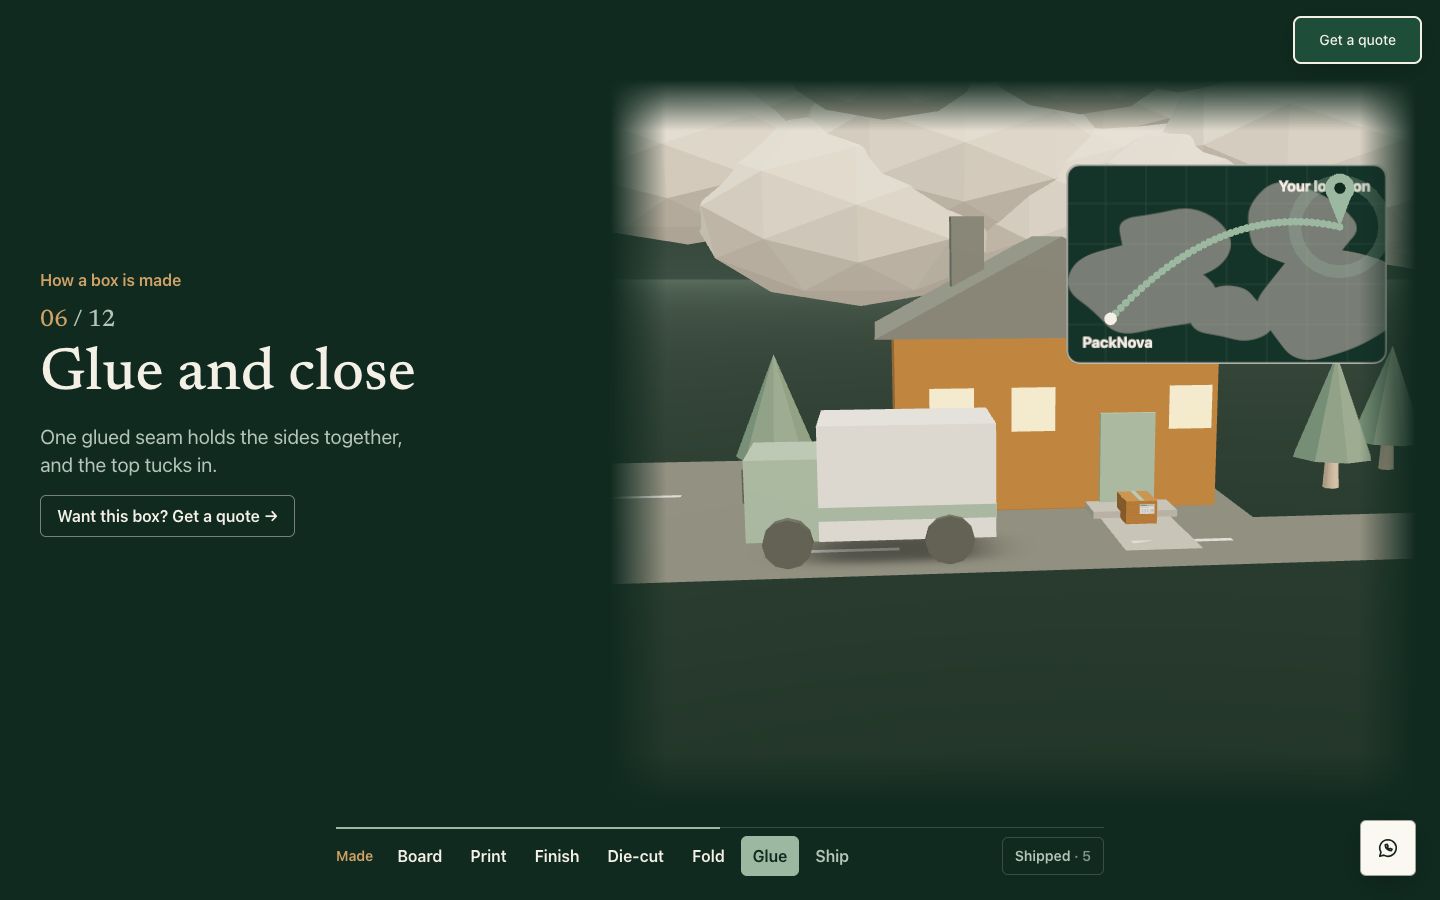 Get a quote
How a box is made
06 / 12
Glue and close
One glued seam holds the sides together,
and the top tucks in.
Want this box? Get a quote →
Your
PackNova
Made Board Print Finish Die-cut Fold Glue Ship Shipped · 5